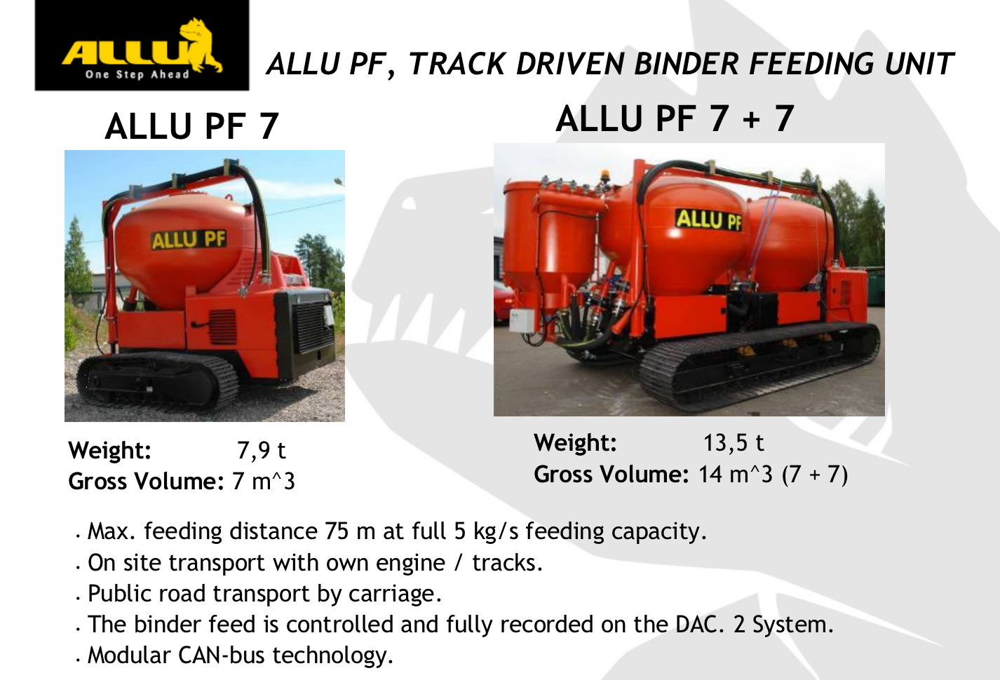 ALLU
One Step Ahead
ALLU PF, TRACK DRIVEN BINDER FEEDING UNIT
ALLU PF 7
ALLU PF 7 + 7
ALLU PF
ALLU PF
Weight: 7,9 t
Gross Volume: 7 m^3
Weight: 13,5 t
Gross Volume: 14 m^3 (7 + 7)
· Max. feeding distance 75 m at full 5 kg/s feeding capacity.
· On site transport with own engine / tracks.
· Public road transport by carriage.
· The binder feed is controlled and fully recorded on the DAC. 2 System.
· Modular CAN-bus technology.